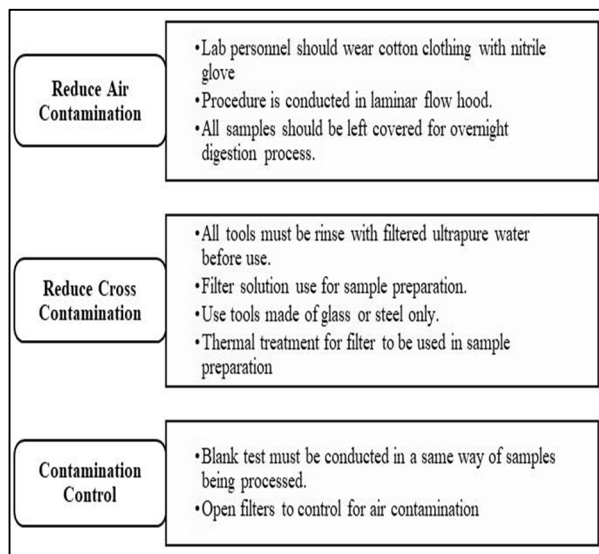 Reduce Air
Contamination
•Lab personnel should wear cotton clothing with nitrile
glove
•Procedure is conducted in laminar flow hood.
•All samples should be left covered for overnight
digestion process.
Reduce Cross
Contamination
•All tools must be rinse with filtered ultrapure water
before use.
•Filter solution use for sample preparation.
•Use tools made of glass or steel only.
•Thermal treatment for filter to be used in sample
preparation
Contamination
Control
•Blank test must be conducted in a same way of samples
being processed.
•Open filters to control for air contamination